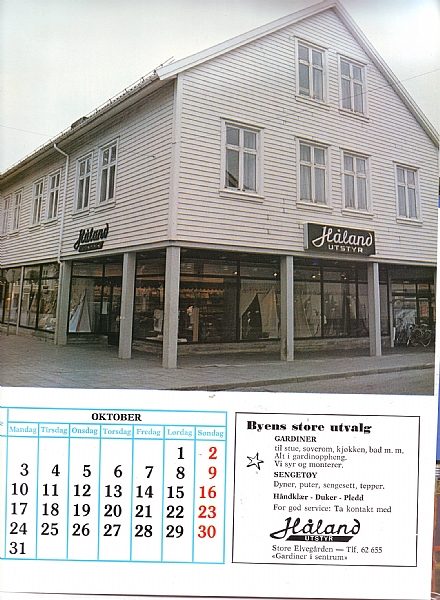 Håland
Håland
UTSTYR
OKTOBER
Mandag Tirsdag Onsdag Torsdag Fredag Lørdag Søndag
1 2
3 4 5 6 7 8 9
10 11 12 13 14 15 16
17 18 19 20 21 22 23
24 25 26 27 28 29 30
31
Byens store utvalg
GARDINER
til stue, soverom, kjøkken, bad m. m.
Alt i gardinoppheng.
Vi syr og monterer.
SENGETØY
Dyner, puter, sengesett, tepper.
Håndklær - Duker - Pledd
For god service: Ta kontakt med
Håland
UTSTYR
Store Elvegården — Tlf. 62 655
«Gardiner i sentrum»